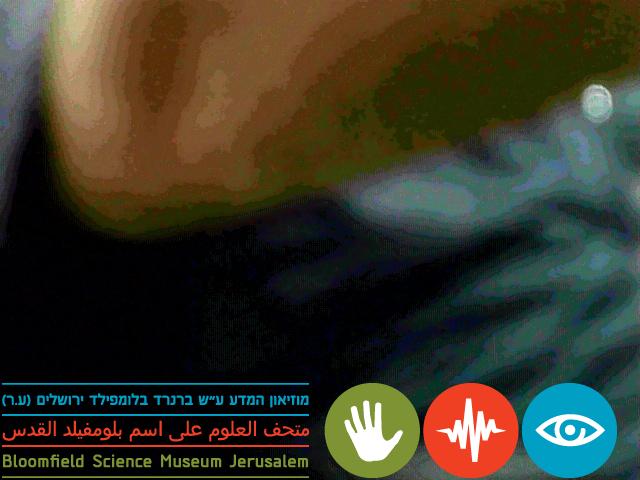 מוזיאון המדע ע״ש ברנרד בלומפילד ירושלים (ע.ר)
متحف العلوم على اسم بلومفيلد القدس
Bloomfield Science Museum Jerusalem